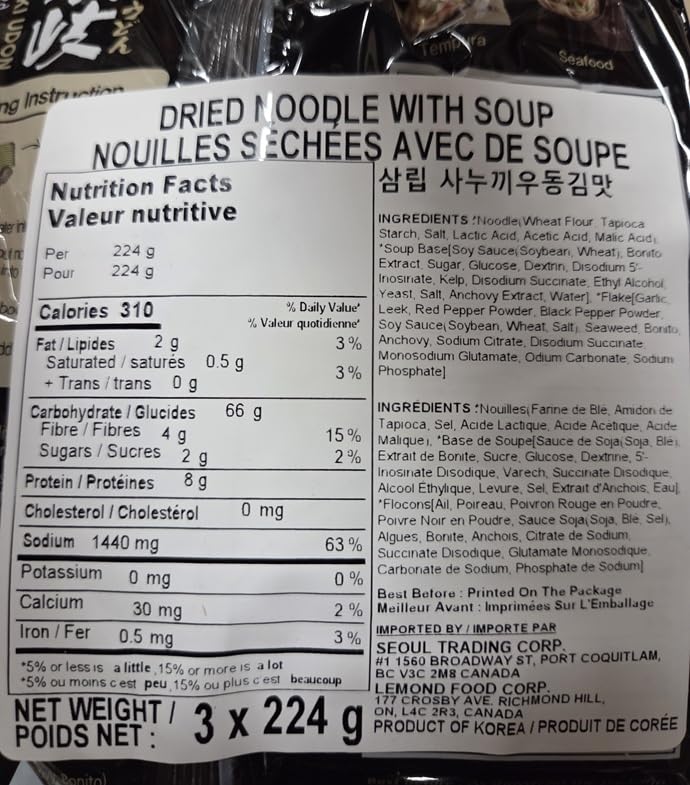 KI UDON
うどん
Tempura
Seafood
ng Instruction
DRIED NOODLE WITH SOUP
NOUILLES SÉCHÉES AVEC DE SOUPE
삼립 사누끼우동김맛
Nutrition Facts
Valeur nutritive
Per 224 g
Pour 224 g
Calories 310
% Daily Value*
% Valeur quotidienne*
Fat / Lipides 2 g 3 %
Saturated / saturés 0.5 g
+ Trans / trans 0 g 3 %
Carbohydrate / Glucides 66 g
Fibre / Fibres 4 g 15 %
Sugars / Sucres 2 g 2 %
Protein / Protéines 8 g
Cholesterol / Cholestérol 0 mg
Sodium 1440 mg 63 %
Potassium 0 mg 0 %
Calcium 30 mg 2 %
Iron / Fer 0.5 mg 3 %
*5% or less is a little ,15% or more is a lot
*5% ou moins c est peu ,15% ou plus c'est beaucoup
NET WEIGHT /
POIDS NET : 3 x 224 g
INGREDIENTS :*Noodle(Wheat Flour, Tapioca
Starch, Salt, Lactic Acid, Acetic Acid, Malic Acid),
*Soup Base[Soy Sauce(Soybean, Wheat), Bonito
Extract, Sugar, Glucose, Dextrin, Disodium 5'-
Inosinate, Kelp, Disodium Succinate, Ethyl Alcohol,
Yeast, Salt, Anchovy Extract, Water], *Flake[Garlic,
Leek, Red Pepper Powder, Black Pepper Powder,
Soy Sauce(Soybean, Wheat, Salt), Seaweed, Bonito,
Anchovy, Sodium Citrate, Disodium Succinate,
Monosodium Glutamate, Odium Carbonate, Sodium
Phosphate]
INGRÉDIENTS :*Nouilles(Farine de Blé, Amidon de
Tapioca, Sel, Acide Lactique, Acide Acétique, Acide
Malique), *Base de Soupe[Sauce de Soja(Soja, Blé),
Extrait de Bonite, Sucre, Glucose, Dextrine, 5'-
Inosinate Disodique, Varech, Succinate Disodique,
Alcool Éthylique, Levure, Sel, Extrait d'Anchois, Eau],
*Flocons[Ail, Poireau, Poivron Rouge en Poudre,
Poivre Noir en Poudre, Sauce Soja(Soja, Blé, Sel),
Algues, Bonite, Anchois, Citrate de Sodium,
Succinate Disodique, Glutamate Monosodique,
Carbonate de Sodium, Phosphate de Sodium]
Best Before : Printed On The Package
Meilleur Avant : Imprimées Sur L'Emballage
IMPORTED BY / IMPORTE PAR
SEOUL TRADING CORP.
#1 1560 BROADWAY ST, PORT COQUITLAM,
BC V3C 2M8 CANADA
LEMOND FOOD CORP.
177 CROSBY AVE. RICHMOND HILL,
ON, L4C 2R3, CANADA
PRODUCT OF KOREA / PRODUIT DE CORÉE
(Bonito)